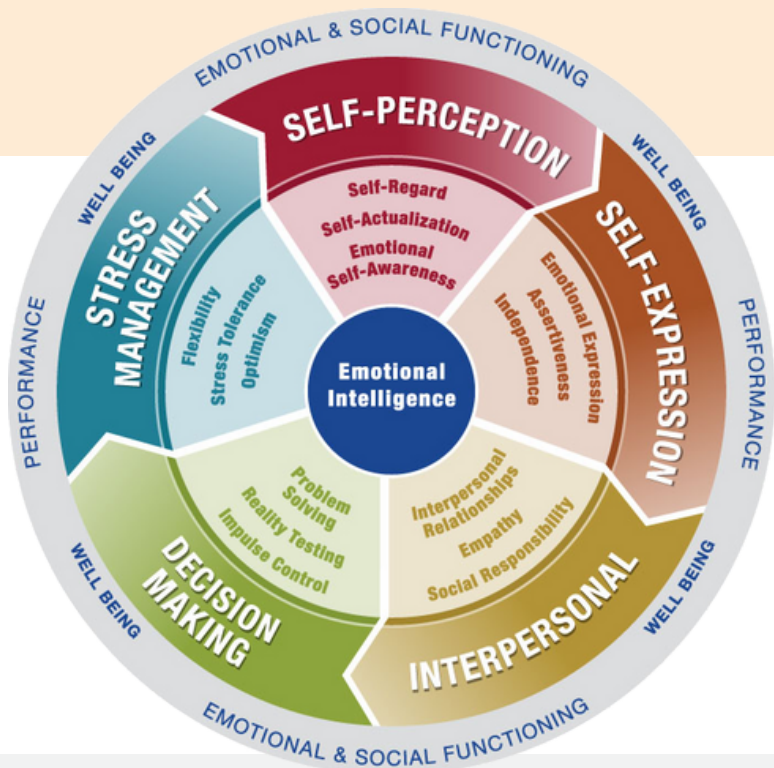 EMOTIONAL & SOCIAL FUNCTIONING
WELL BEING
WELL BEING
PERFORMANCE
PERFORMANCE
SELF-PERCEPTION
Self-Regard
Self-Actualization
Emotional
Self-Awareness
SELF-EXPRESSION
Emotional Expression
Assertiveness
Independence
INTERPERSONAL
Interpersonal
Relationships
Empathy
Social Responsibility
DECISION
MAKING
Problem
Solving
Reality Testing
Impulse Control
STRESS
MANAGEMENT
Flexibility
Stress Tolerance
Optimism
Emotional
Intelligence
WELL BEING
WELL BEING
EMOTIONAL & SOCIAL FUNCTIONING